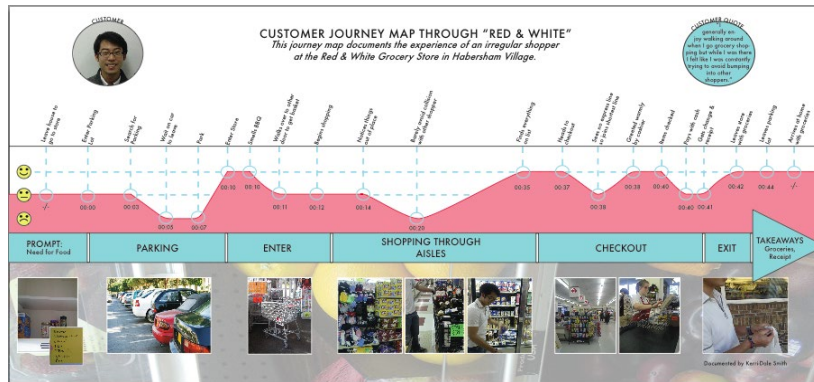 CUSTOMER
CUSTOMER JOURNEY MAP THROUGH "RED & WHITE"
This journey map documents the experience of an irregular shopper
at the Red & White Grocery Store in Habersham Village.
CUSTOMER QUOTE
generally en
joy walking around
when I go grocery shop-
ping but while I was there
I felt like I was constantly
trying to avoid bumping
into other
shoppers."
Leave house to
go to store
Enter Parking
Lot
Search for
Parking
Wait on car
to leave
Park
Enter Store
Smells BBQ
Walks over to other
door to get basket
Begins shopping
Notices things
out of place
Barely avoid collision
with other shopper
Finds everything
on list
Heads to
checkout
Sees no express line
so joins shortest line
Greeted warmly
by cashier
Items checked
Pays with cash
Gets change &
receipt
Leaves store
with groceries
Leaves parking
lot
Arrives at home
with groceries
-/-
00:00
00:03
00:05
00:07
00:10
00:10
00:11
00:12
00:14
00:20
00:35
00:37
00:38
00:39
00:40
00:40
00:41
00:42
00:44
-/-
PROMPT:
Need for Food
PARKING
ENTER
SHOPPING THROUGH
AISLES
CHECKOUT
EXIT
TAKEAWAYS
Groceries,
Receipt
Documented by Kerri-Dale Smith